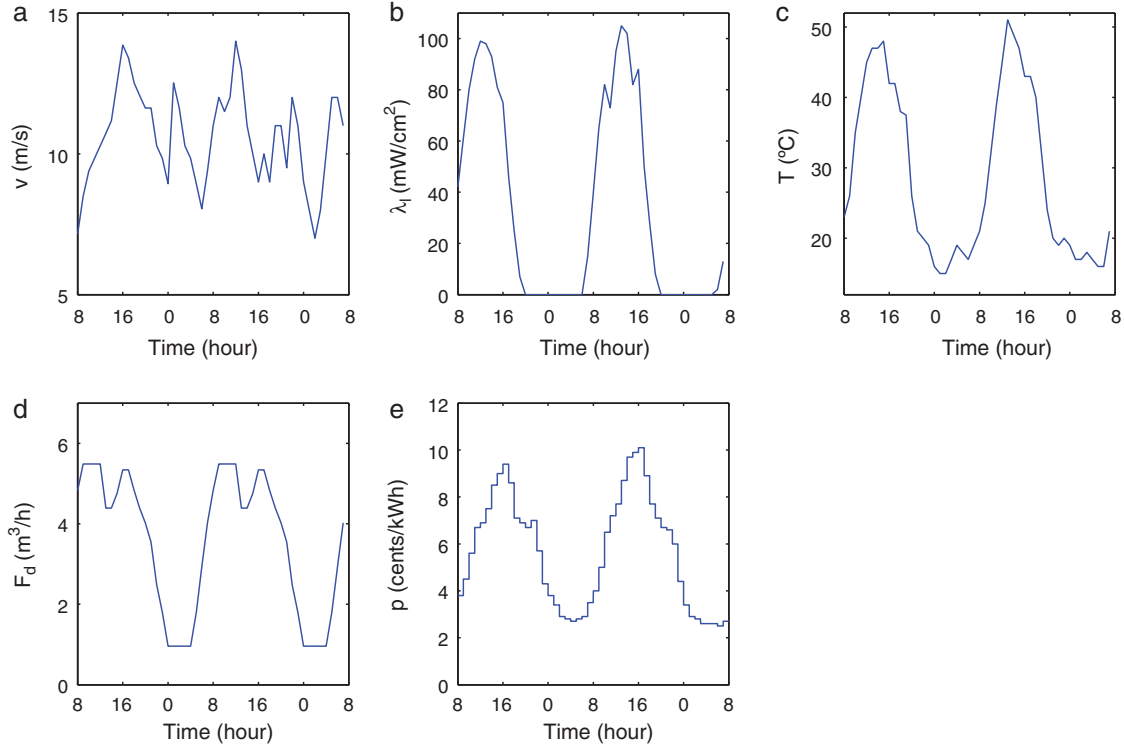 a
15
10
5
v (m/s)
8 16 0 8 16 0 8
Time (hour)
b
100
80
60
40
20
0
λI (mW/cm2)
8 16 0 8 16 0 8
Time (hour)
c
50
40
30
20
T (ºC)
8 16 0 8 16 0 8
Time (hour)
d
6
4
2
0
Fd (m3/h)
8 16 0 8 16 0 8
Time (hour)
e
12
10
8
6
4
2
0
p (cents/kWh)
8 16 0 8 16 0 8
Time (hour)